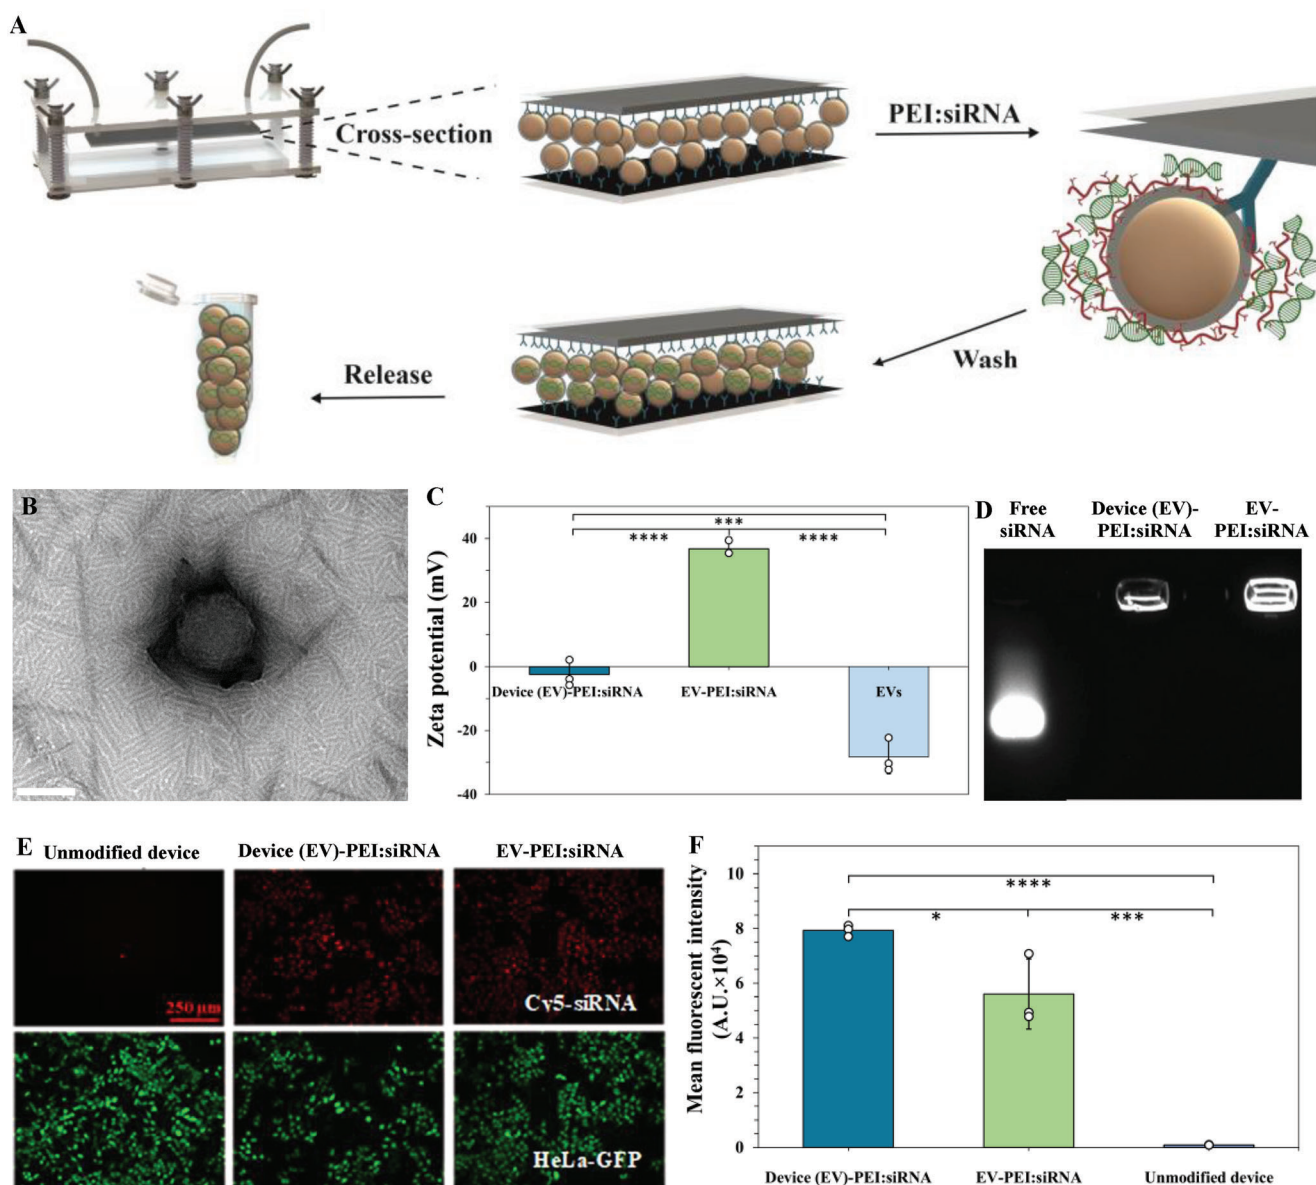 A
Cross-section
PEI:siRNA
Wash
Release
B
C
Zeta potential (mV)
40
20
0
-20
-40
***
****
****
Device (EV)-PEI:siRNA
EV-PEI:siRNA
EVs
D
Free
siRNA
Device (EV)-
PEI:siRNA
EV-
PEI:siRNA
E
Unmodified device
Device (EV)-PEI:siRNA
EV-PEI:siRNA
250 µm
Cy5-siRNA
HeLa-GFP
F
Mean fluorescent intensity
(A.U.×10⁴)
10
8
6
4
2
0
****
*
***
Device (EV)-PEI:siRNA
EV-PEI:siRNA
Unmodified device